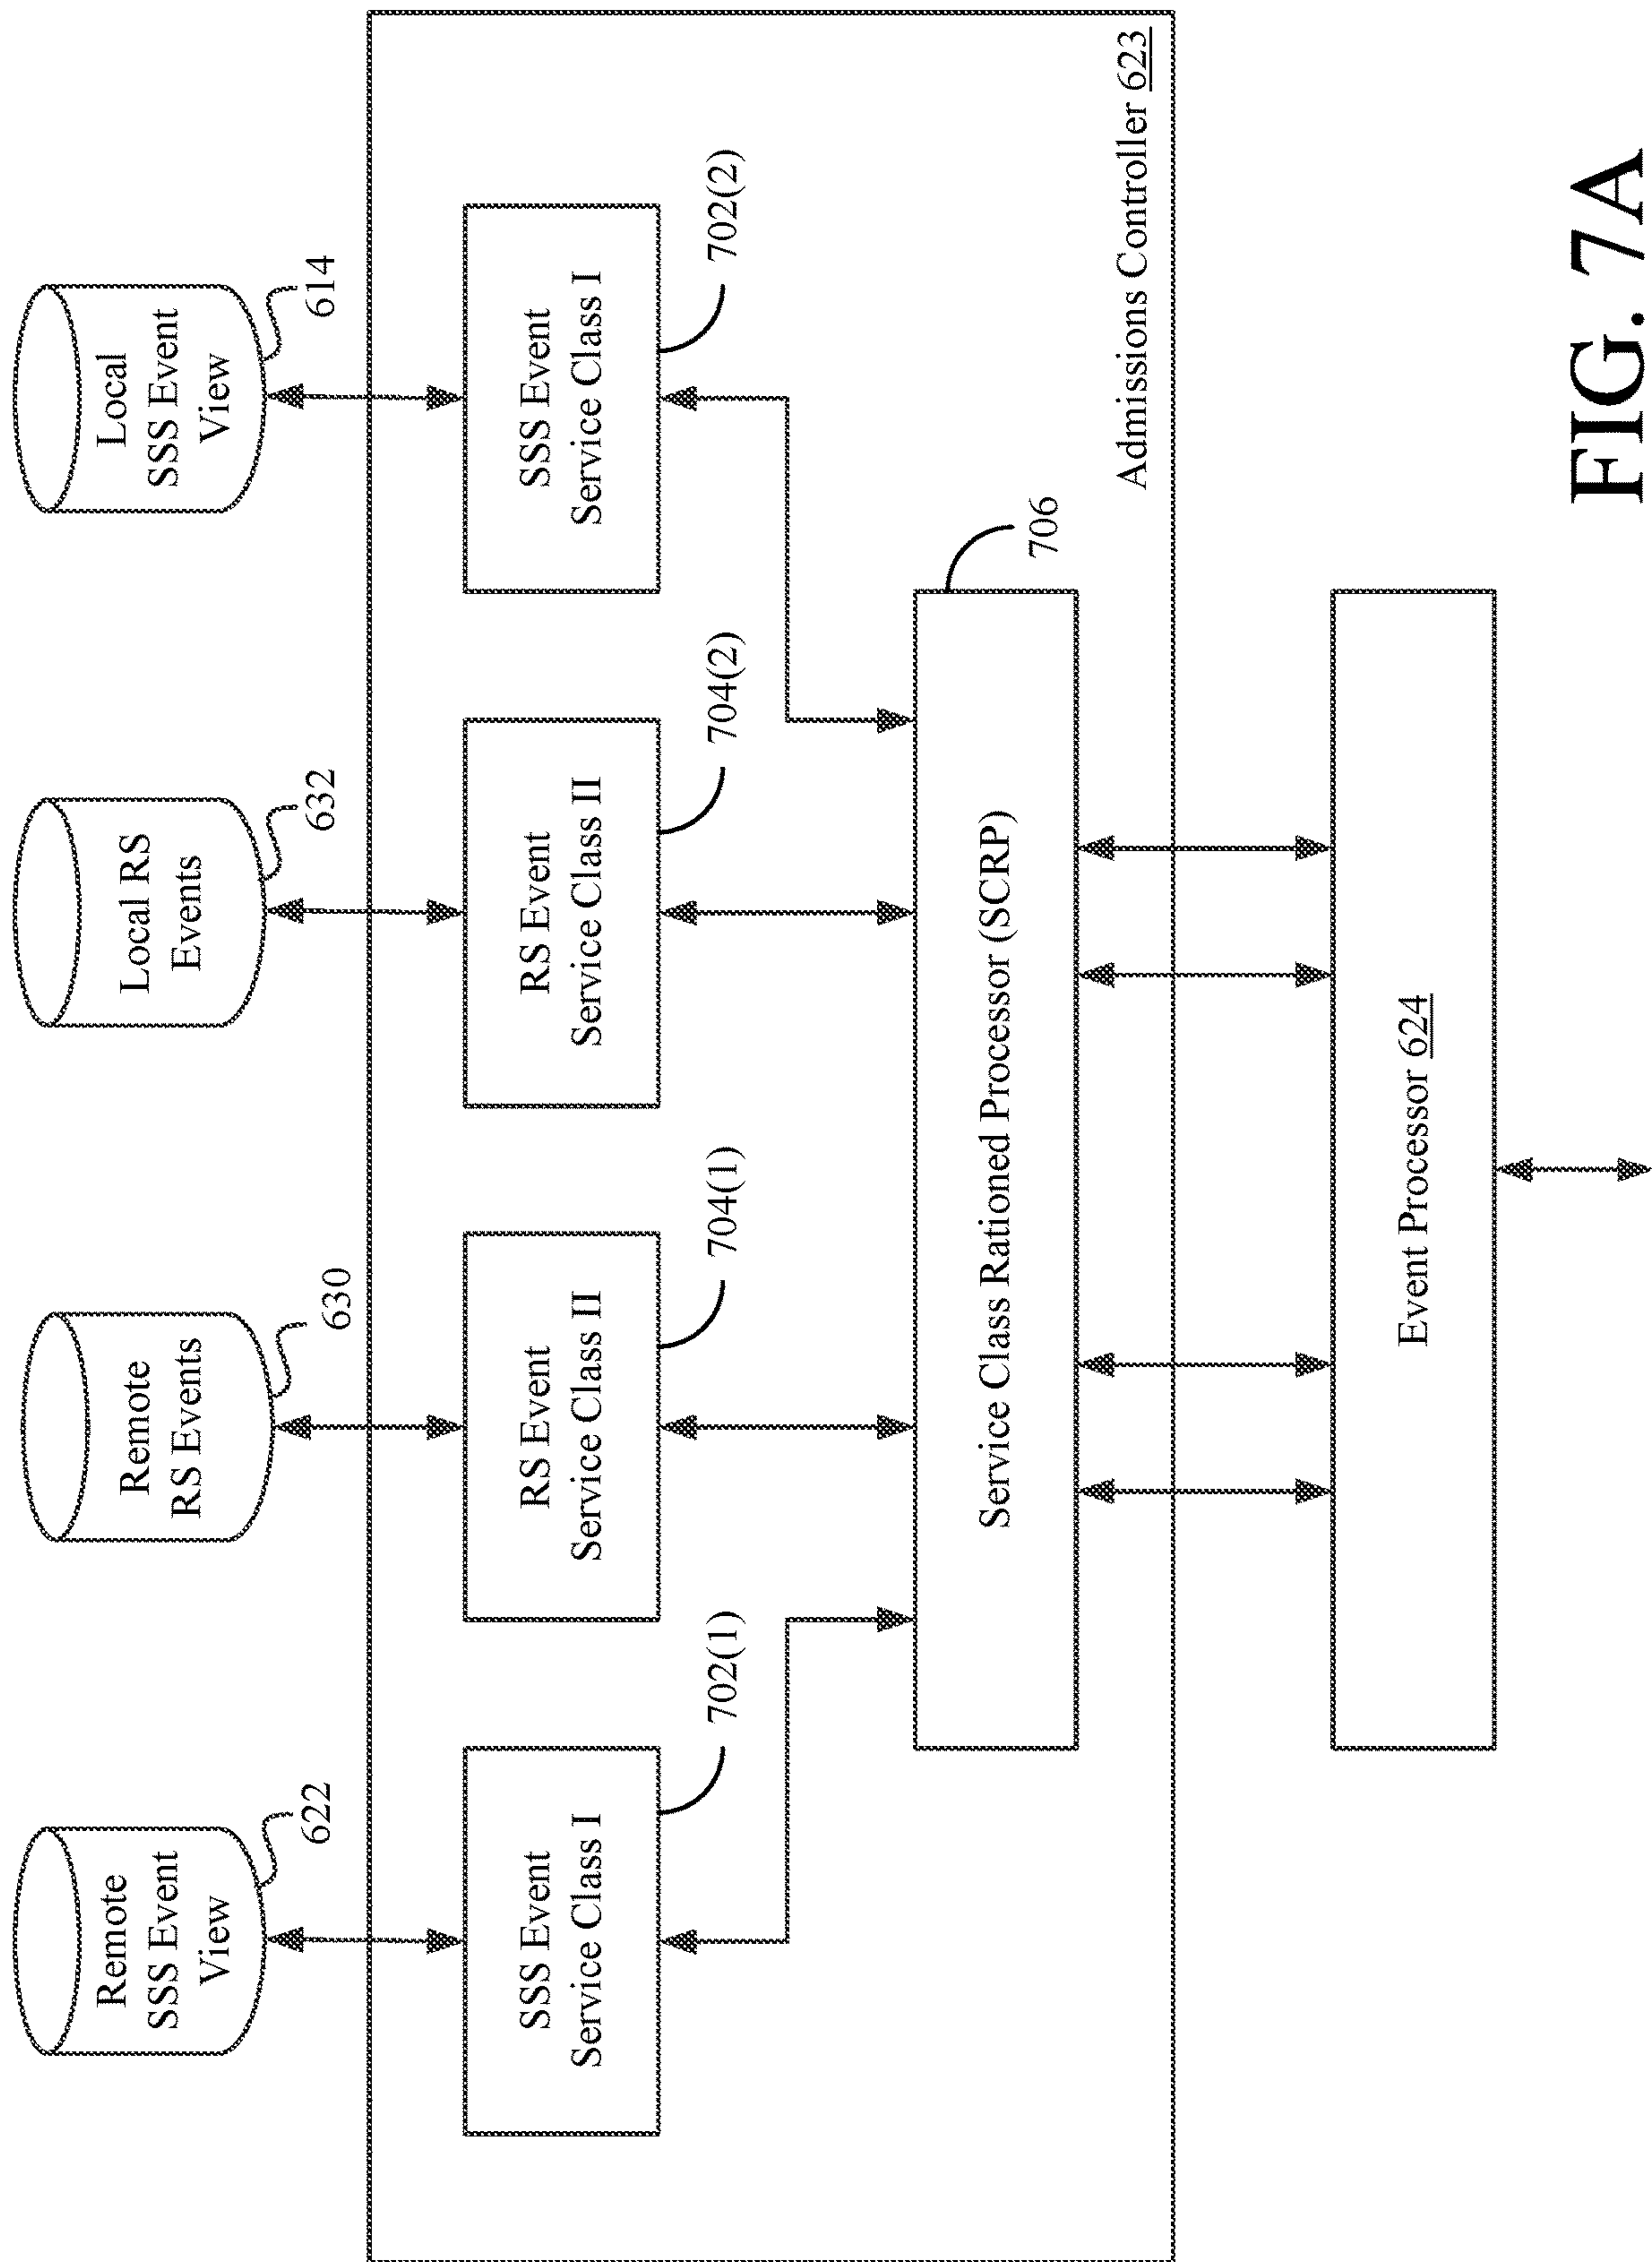 Remote
SSS Event
View
622
Remote
RS Events
630
Local RS
Events
632
Local
SSS Event
View
614
SSS Event
Service Class I
702(1)
RS Event
Service Class II
704(1)
RS Event
Service Class II
704(2)
SSS Event
Service Class I
702(2)
Service Class Rationed Processor (SCRP)
706
Admissions Controller 623
Event Processor 624
FIG. 7A